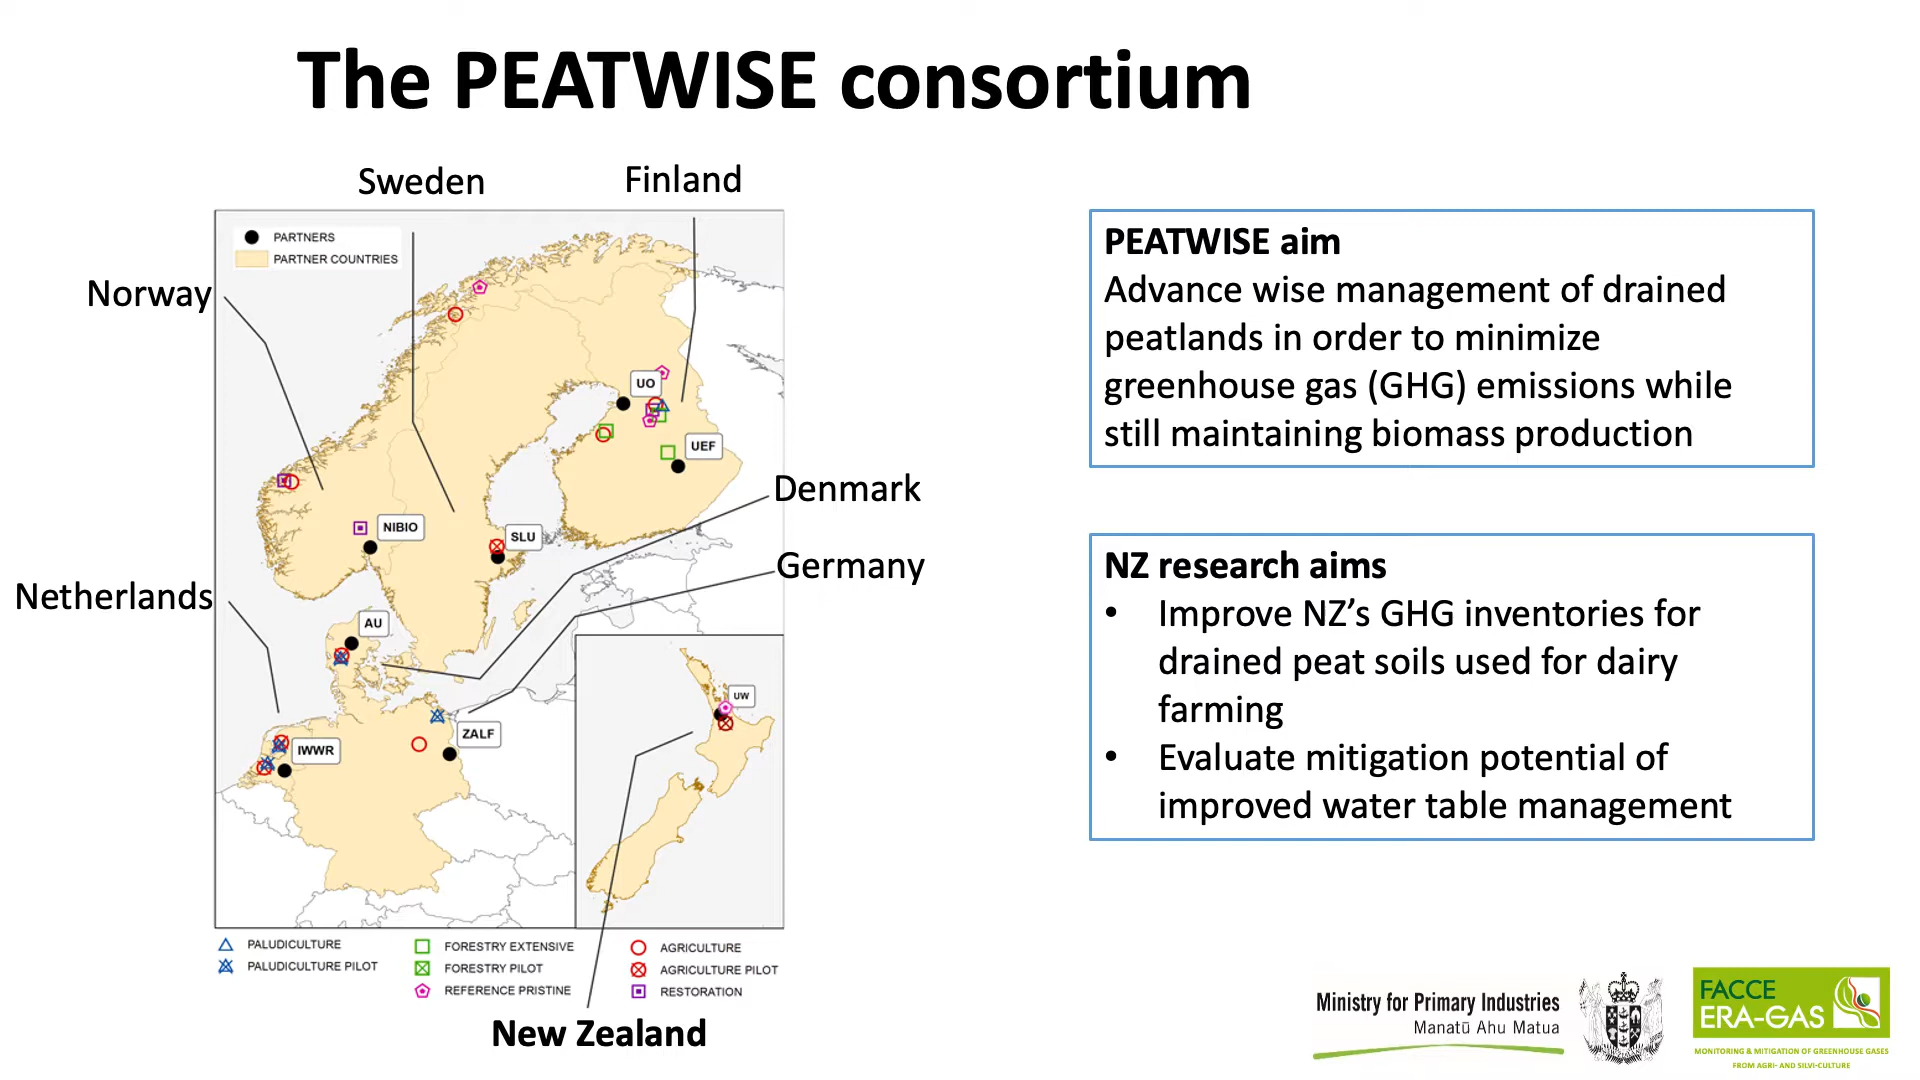 The PEATWISE consortium
Sweden
Finland
PARTNERS
PARTNER COUNTRIES
Norway
UO
UEF
Denmark
NIBIO
SLU
Germany
Netherlands
AU
UW
ZALF
IWWR
PALUDICULTURE
PALUDICULTURE PILOT
FORESTRY EXTENSIVE
FORESTRY PILOT
REFERENCE PRISTINE
AGRICULTURE
AGRICULTURE PILOT
RESTORATION
New Zealand
PEATWISE aim
Advance wise management of drained
peatlands in order to minimize
greenhouse gas (GHG) emissions while
still maintaining biomass production
NZ research aims
• Improve NZ’s GHG inventories for
drained peat soils used for dairy
farming
• Evaluate mitigation potential of
improved water table management
Ministry for Primary Industries
Manatū Ahu Matua
FACCE
ERA-GAS
MONITORING & MITIGATION OF GREENHOUSE GASES
FROM AGRI- AND SILVI-CULTURE